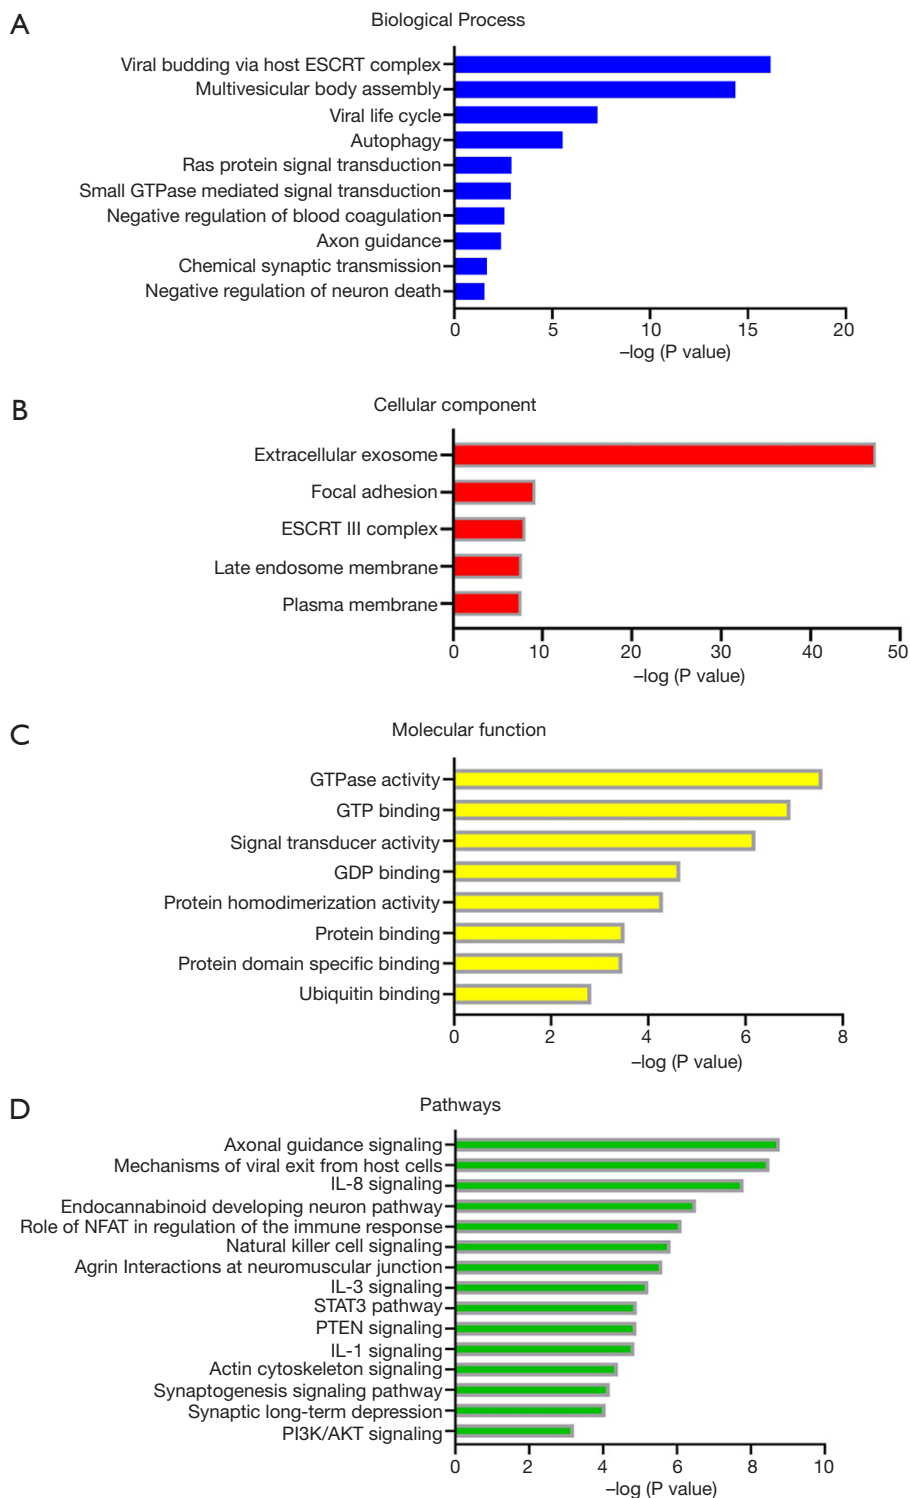 A
Biological Process
Viral budding via host ESCRT complex
Multivesicular body assembly
Viral life cycle
Autophagy
Ras protein signal transduction
Small GTPase mediated signal transduction
Negative regulation of blood coagulation
Axon guidance
Chemical synaptic transmission
Negative regulation of neuron death
0 5 10 15 20
–log (P value)
B
Cellular component
Extracellular exosome
Focal adhesion
ESCRT III complex
Late endosome membrane
Plasma membrane
0 10 20 30 40 50
–log (P value)
C
Molecular function
GTPase activity
GTP binding
Signal transducer activity
GDP binding
Protein homodimerization activity
Protein binding
Protein domain specific binding
Ubiquitin binding
0 2 4 6 8
–log (P value)
D
Pathways
Axonal guidance signaling
Mechanisms of viral exit from host cells
IL-8 signaling
Endocannabinoid developing neuron pathway
Role of NFAT in regulation of the immune response
Natural killer cell signaling
Agrin Interactions at neuromuscular junction
IL-3 signaling
STAT3 pathway
PTEN signaling
IL-1 signaling
Actin cytoskeleton signaling
Synaptogenesis signaling pathway
Synaptic long-term depression
PI3K/AKT signaling
0 2 4 6 8 10
–log (P value)